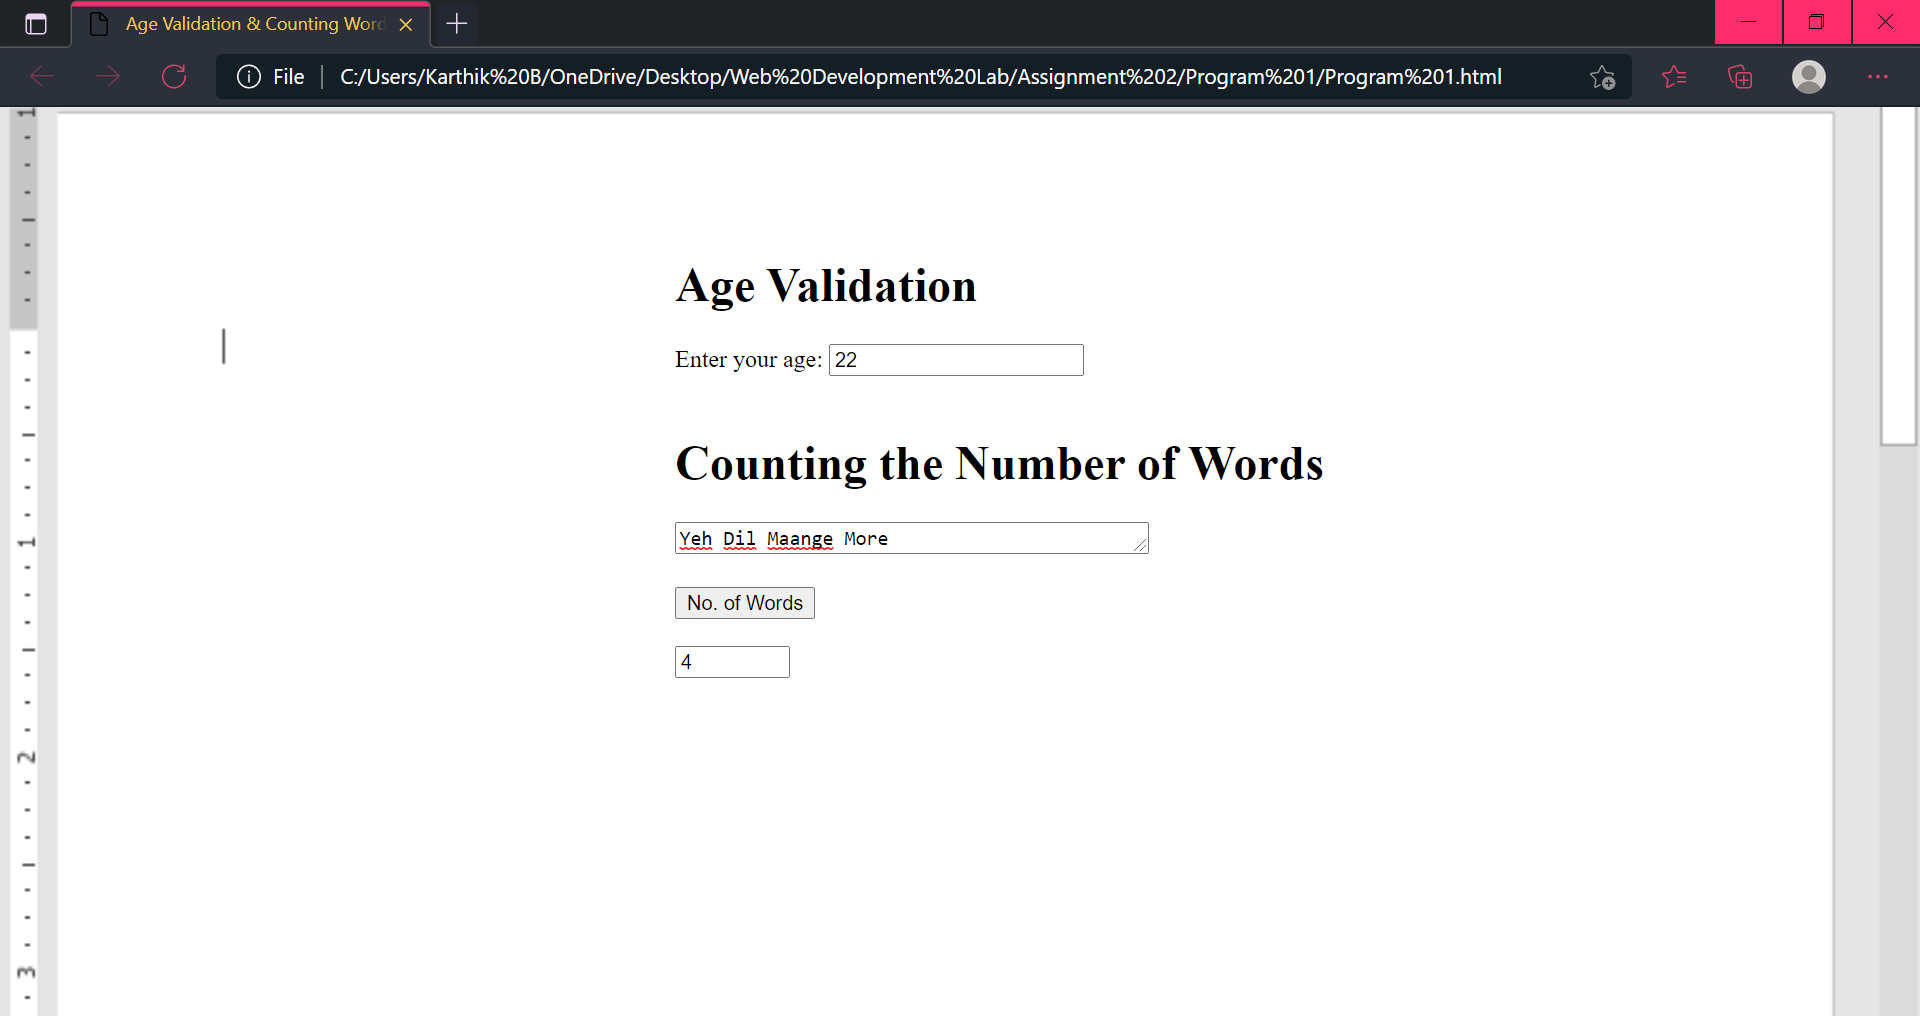 Age Validation & Counting Word
File
C:/Users/Karthik%20B/OneDrive/Desktop/Web%20Development%20Lab/Assignment%202/Program%201/Program%201.html
1
1
2
3
Age Validation
Enter your age: 22
Counting the Number of Words
Yeh Dil Maange More
No. of Words
4